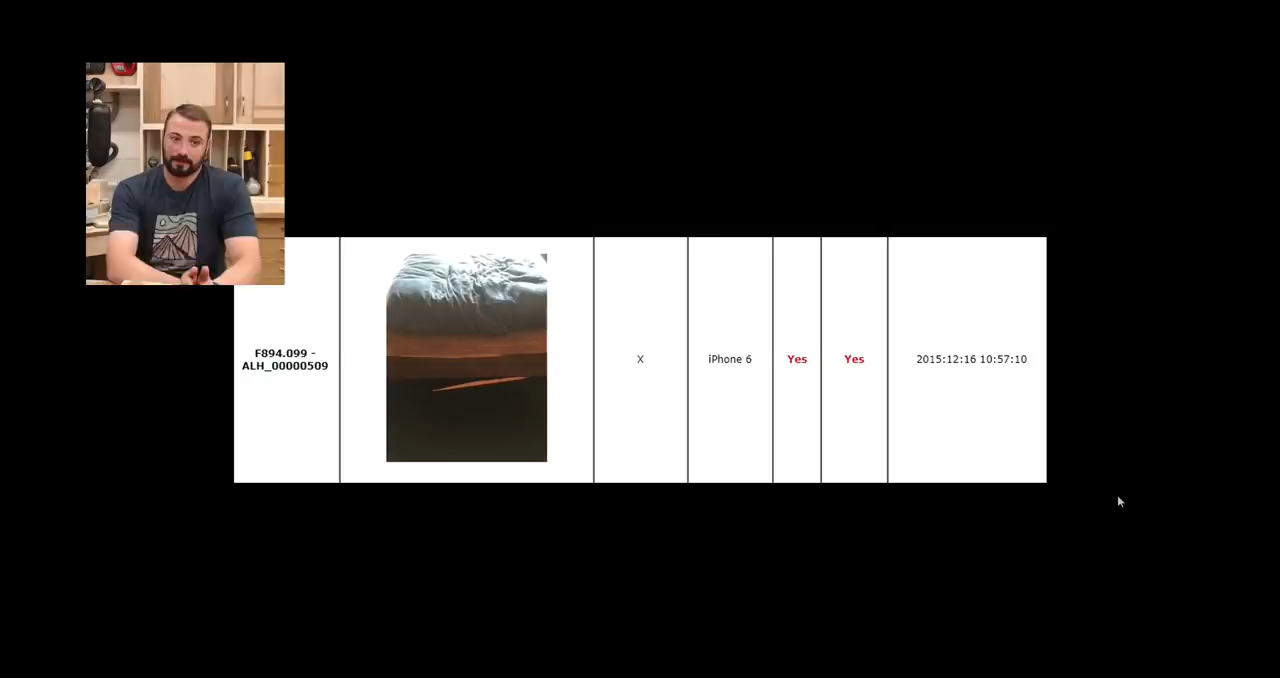 F894.099 -
ALH_00000509
X
iPhone 6
Yes
Yes
2015:12:16 10:57:10